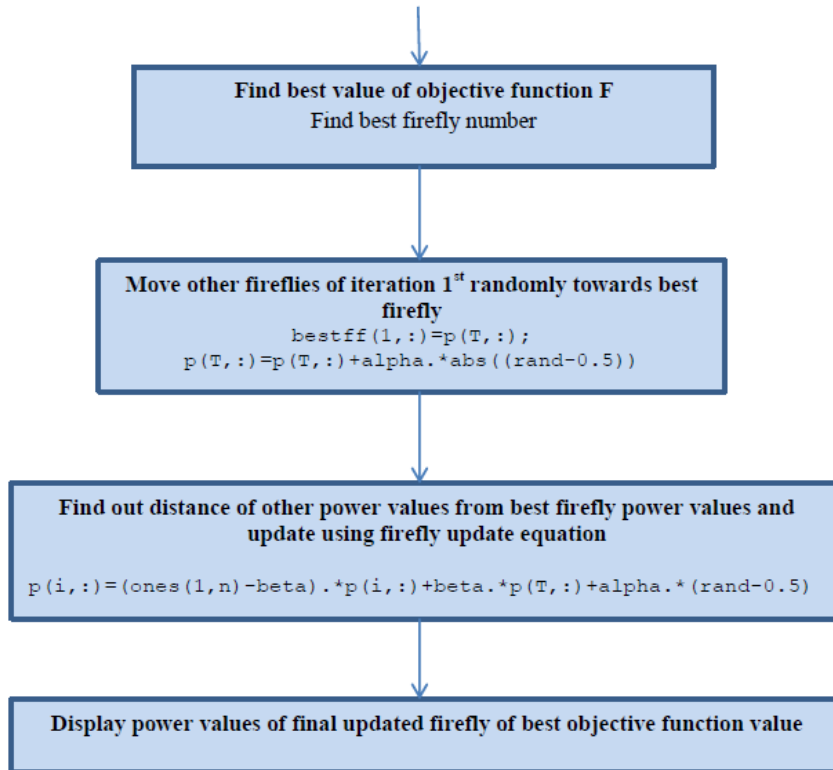 Find best value of objective function F
Find best firefly number
Move other fireflies of iteration 1st randomly towards best
firefly
bestff(1,:)=p(T,:);
p(T,:)=p(T,:)+alpha.*abs((rand-0.5))
Find out distance of other power values from best firefly power values and
update using firefly update equation
p(i,:)=(ones(1,n)-beta).*p(i,:)+beta.*p(T,:)+alpha.*(rand-0.5)
Display power values of final updated firefly of best objective function value